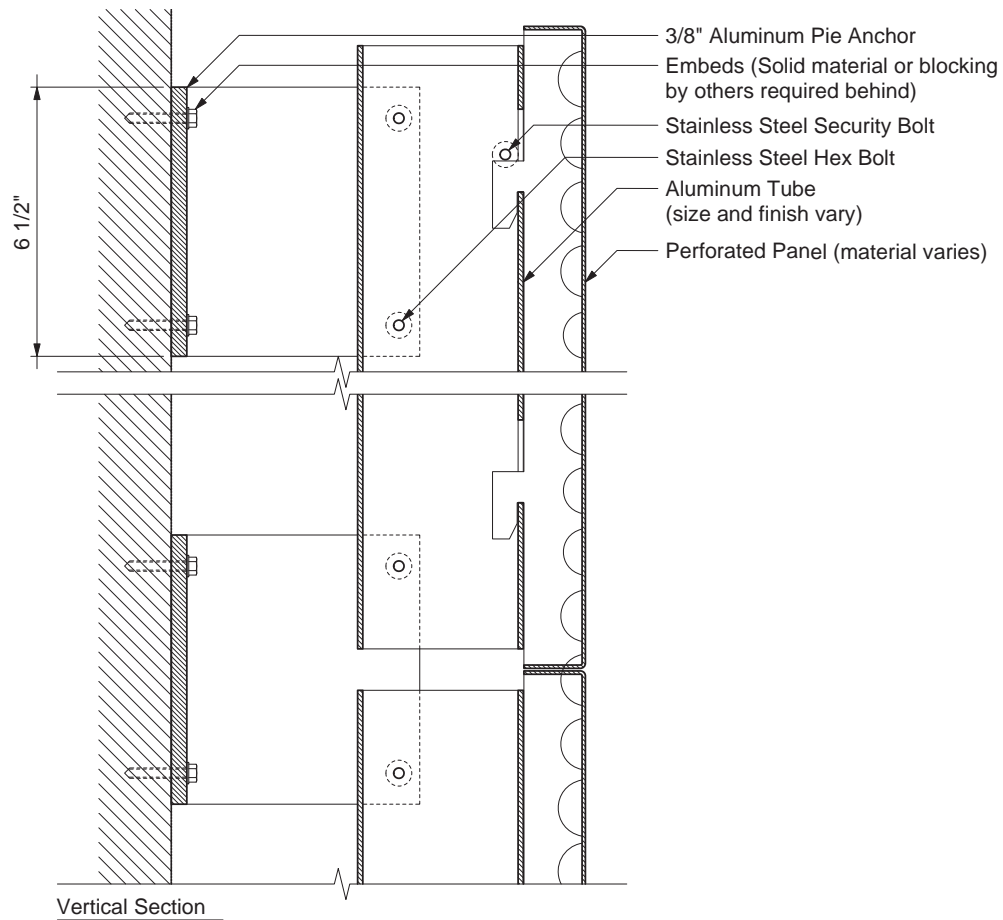 3/8" Aluminum Pie Anchor
Embeds (Solid material or blocking
by others required behind)
Stainless Steel Security Bolt
Stainless Steel Hex Bolt
Aluminum Tube
(size and finish vary)
Perforated Panel (material varies)
6 1/2"
Vertical Section